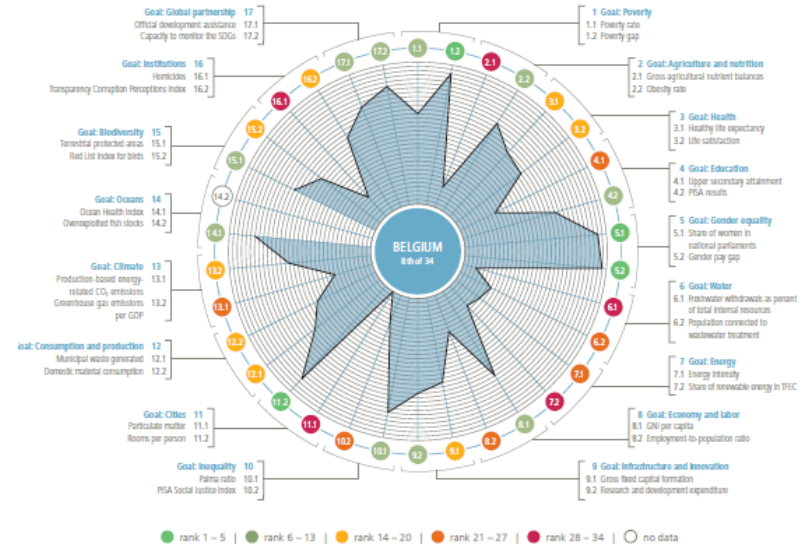 Goal: Global partnership 17
Official development assistance 17.1
Capacity to monitor the SDGs 17.2
Goal: Institutions 16
Homicides 16.1
Transparency Corruption Perceptions Index 16.2
Goal: Biodiversity 15
Terrestrial protected areas 15.1
Red List Index for birds 15.2
Goal: Oceans 14
Ocean Health Index 14.1
Overexploited fish stocks 14.2
Goal: Climate 13
Production-based energy- 13.1
related CO₂ emissions
Greenhouse gas emissions 13.2
per GDP
Goal: Consumption and production 12
Municipal waste generated 12.1
Domestic material consumption 12.2
Goal: Cities 11
Particulate matter 11.1
Rooms per person 11.2
Goal: Inequality 10
Palma ratio 10.1
PISA Social Justice Index 10.2
1 Goal: Poverty
1.1 Poverty rate
1.2 Poverty gap
2 Goal: Agriculture and nutrition
2.1 Gross agricultural nutrient balances
2.2 Obesity rate
3 Goal: Health
3.1 Healthy life expectancy
3.2 Life satisfaction
4 Goal: Education
4.1 Upper secondary attainment
4.2 PISA results
5 Goal: Gender equality
5.1 Share of women in
national parliaments
5.2 Gender pay gap
6 Goal: Water
6.1 Freshwater withdrawals as percent
of total internal resources
6.2 Population connected to
wastewater treatment
7 Goal: Energy
7.1 Energy intensity
7.2 Share of renewable energy in TFEC
8 Goal: Economy and labor
8.1 GNI per capita
8.2 Employment-to-population ratio
9 Goal: Infrastructure and innovation
9.1 Gross fixed capital formation
9.2 Research and development expenditure
1.1
1.2
2.1
2.2
3.1
3.2
4.1
4.2
5.1
5.2
6.1
6.2
7.1
7.2
8.1
8.2
9.1
9.2
10.1
10.2
11.1
11.2
12.1
12.2
13.1
13.2
14.1
14.2
15.1
15.2
16.1
16.2
17.1
17.2
BELGIUM
8th of 34
rank 1 – 5 | rank 6 – 13 | rank 14 – 20 | rank 21 – 27 | rank 28 – 34 | no data